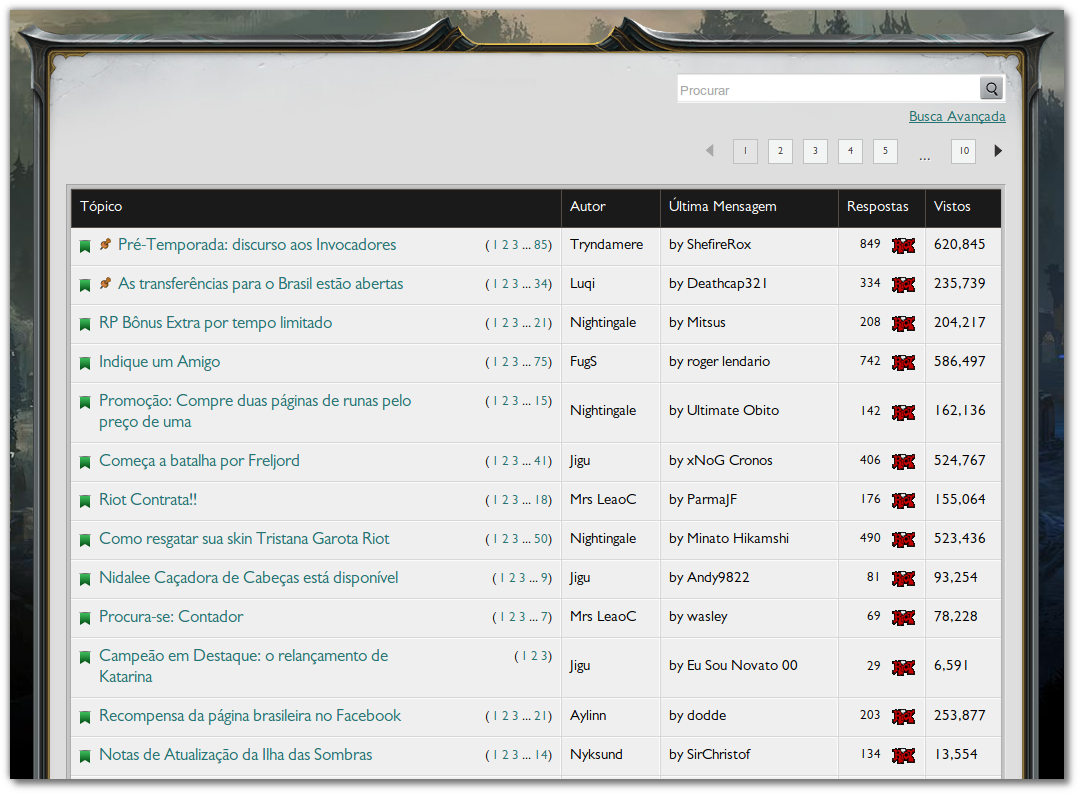 Procurar
Busca Avançada
1 2 3 4 5 ... 10
Tópico Autor Última Mensagem Respostas Vistos
Pré-Temporada: discurso aos Invocadores ( 1 2 3 ... 85) Tryndamere by ShefireRox 849 620,845
As transferências para o Brasil estão abertas ( 1 2 3 ... 34) Luqi by Deathcap321 334 235,739
RP Bônus Extra por tempo limitado ( 1 2 3 ... 21) Nightingale by Mitsus 208 204,217
Indique um Amigo ( 1 2 3 ... 75) FugS by roger lendario 742 586,497
Promoção: Compre duas páginas de runas pelo ( 1 2 3 ... 15)
preço de uma Nightingale by Ultimate Obito 142 162,136
Começa a batalha por Freljord ( 1 2 3 ... 41) Jigu by xNoG Cronos 406 524,767
Riot Contrata!! ( 1 2 3 ... 18) Mrs LeaoC by ParmaJF 176 155,064
Como resgatar sua skin Tristana Garota Riot ( 1 2 3 ... 50) Nightingale by Minato Hikamshi 490 523,436
Nidalee Caçadora de Cabeças está disponível ( 1 2 3 ... 9) Jigu by Andy9822 81 93,254
Procura-se: Contador ( 1 2 3 ... 7) Mrs LeaoC by wasley 69 78,228
Campeão em Destaque: o relançamento de ( 1 2 3)
Katarina Jigu by Eu Sou Novato 00 29 6,591
Recompensa da página brasileira no Facebook ( 1 2 3 ... 21) Aylinn by dodde 203 253,877
Notas de Atualização da Ilha das Sombras ( 1 2 3 ... 14) Nyksund by SirChristof 134 13,554